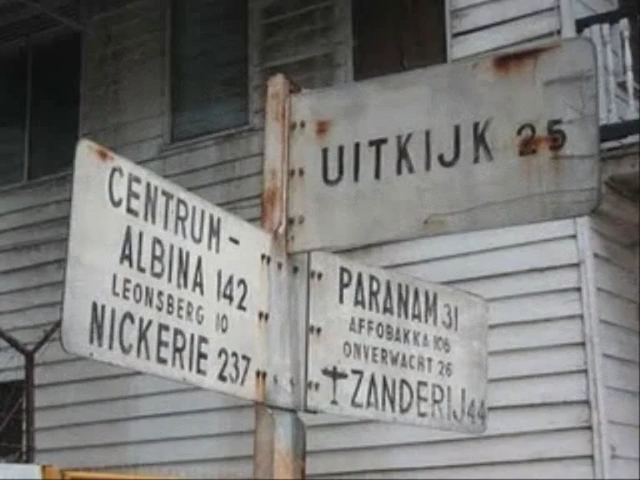 UITKIJK 25
CENTRUM-
ALBINA 142
LEONSBERG 10
NICKERIE 237
PARANAM 31
AFFOBAKKA 106
ONVERWACHT 26
ZANDERIJ 44